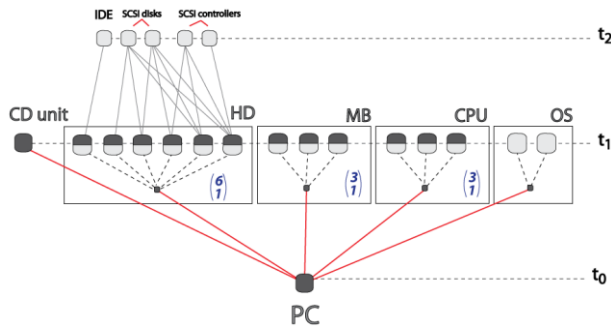 IDE SCSI disks SCSI controllers
t2
CD unit HD MB CPU OS
t1
(6 1) (3 1) (3 1)
t0
PC